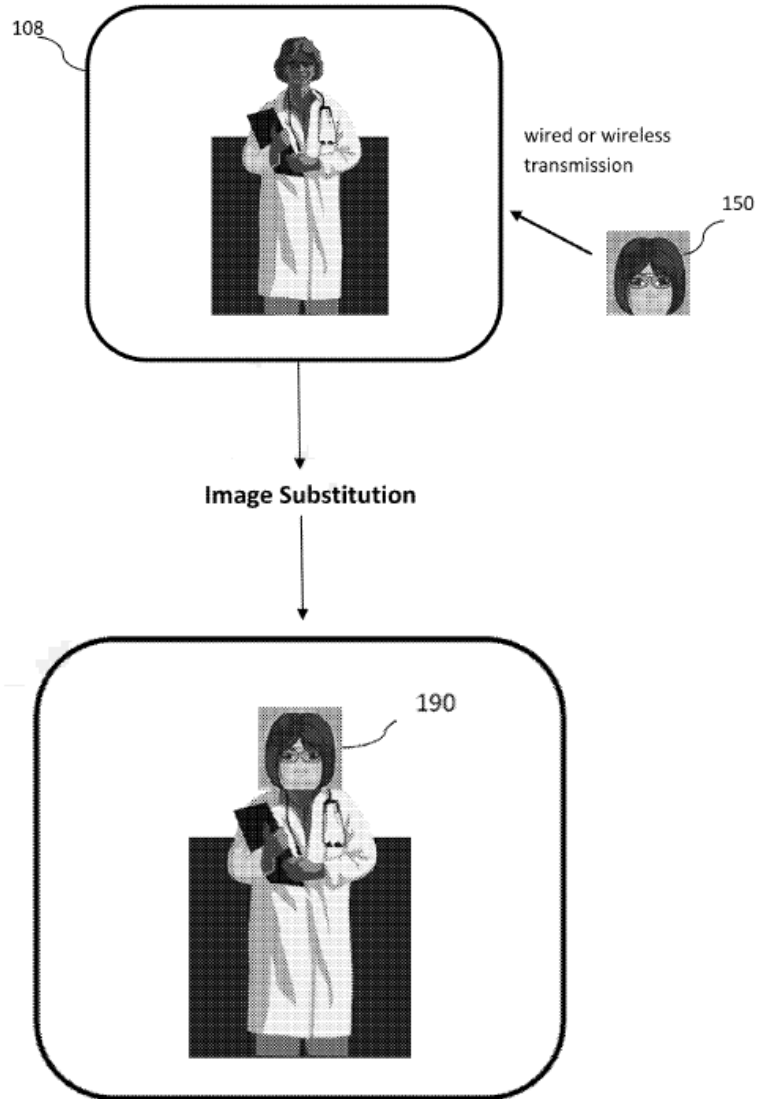 108
wired or wireless
transmission
150
Image Substitution
190